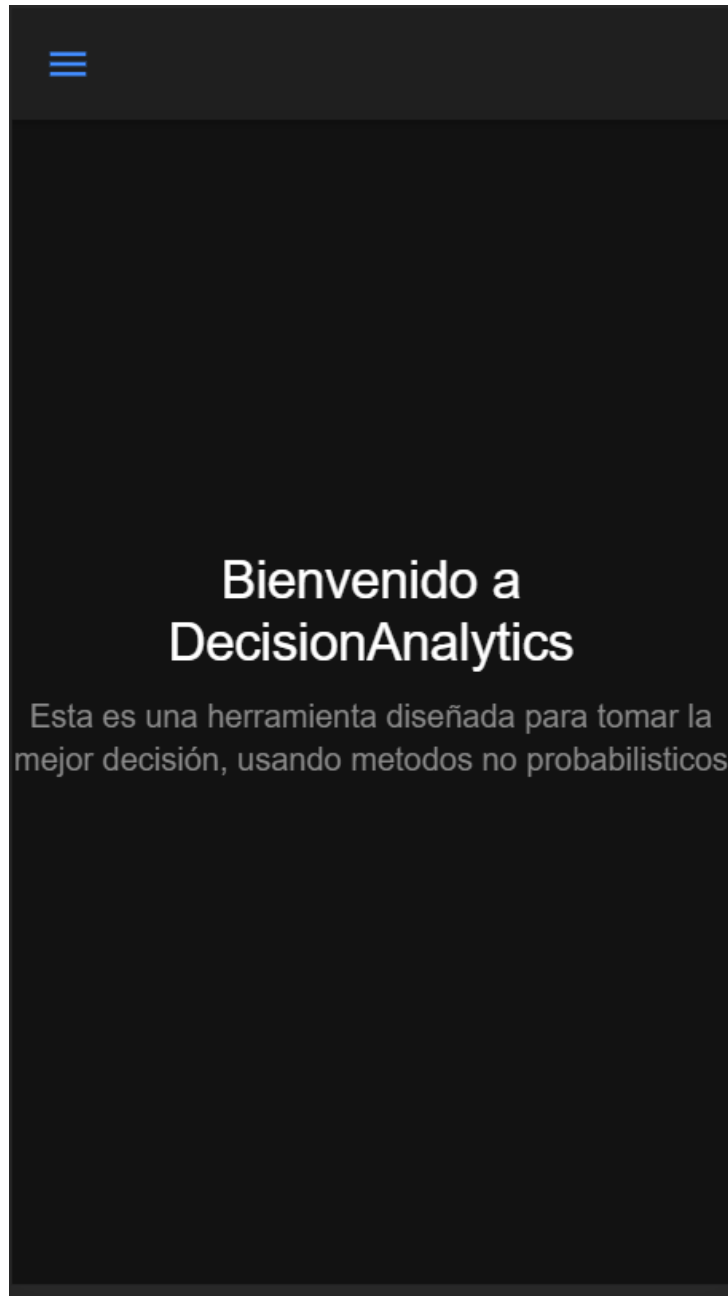 Bienvenido a
DecisionAnalytics
Esta es una herramienta diseñada para tomar la
mejor decisión, usando metodos no probabilisticos